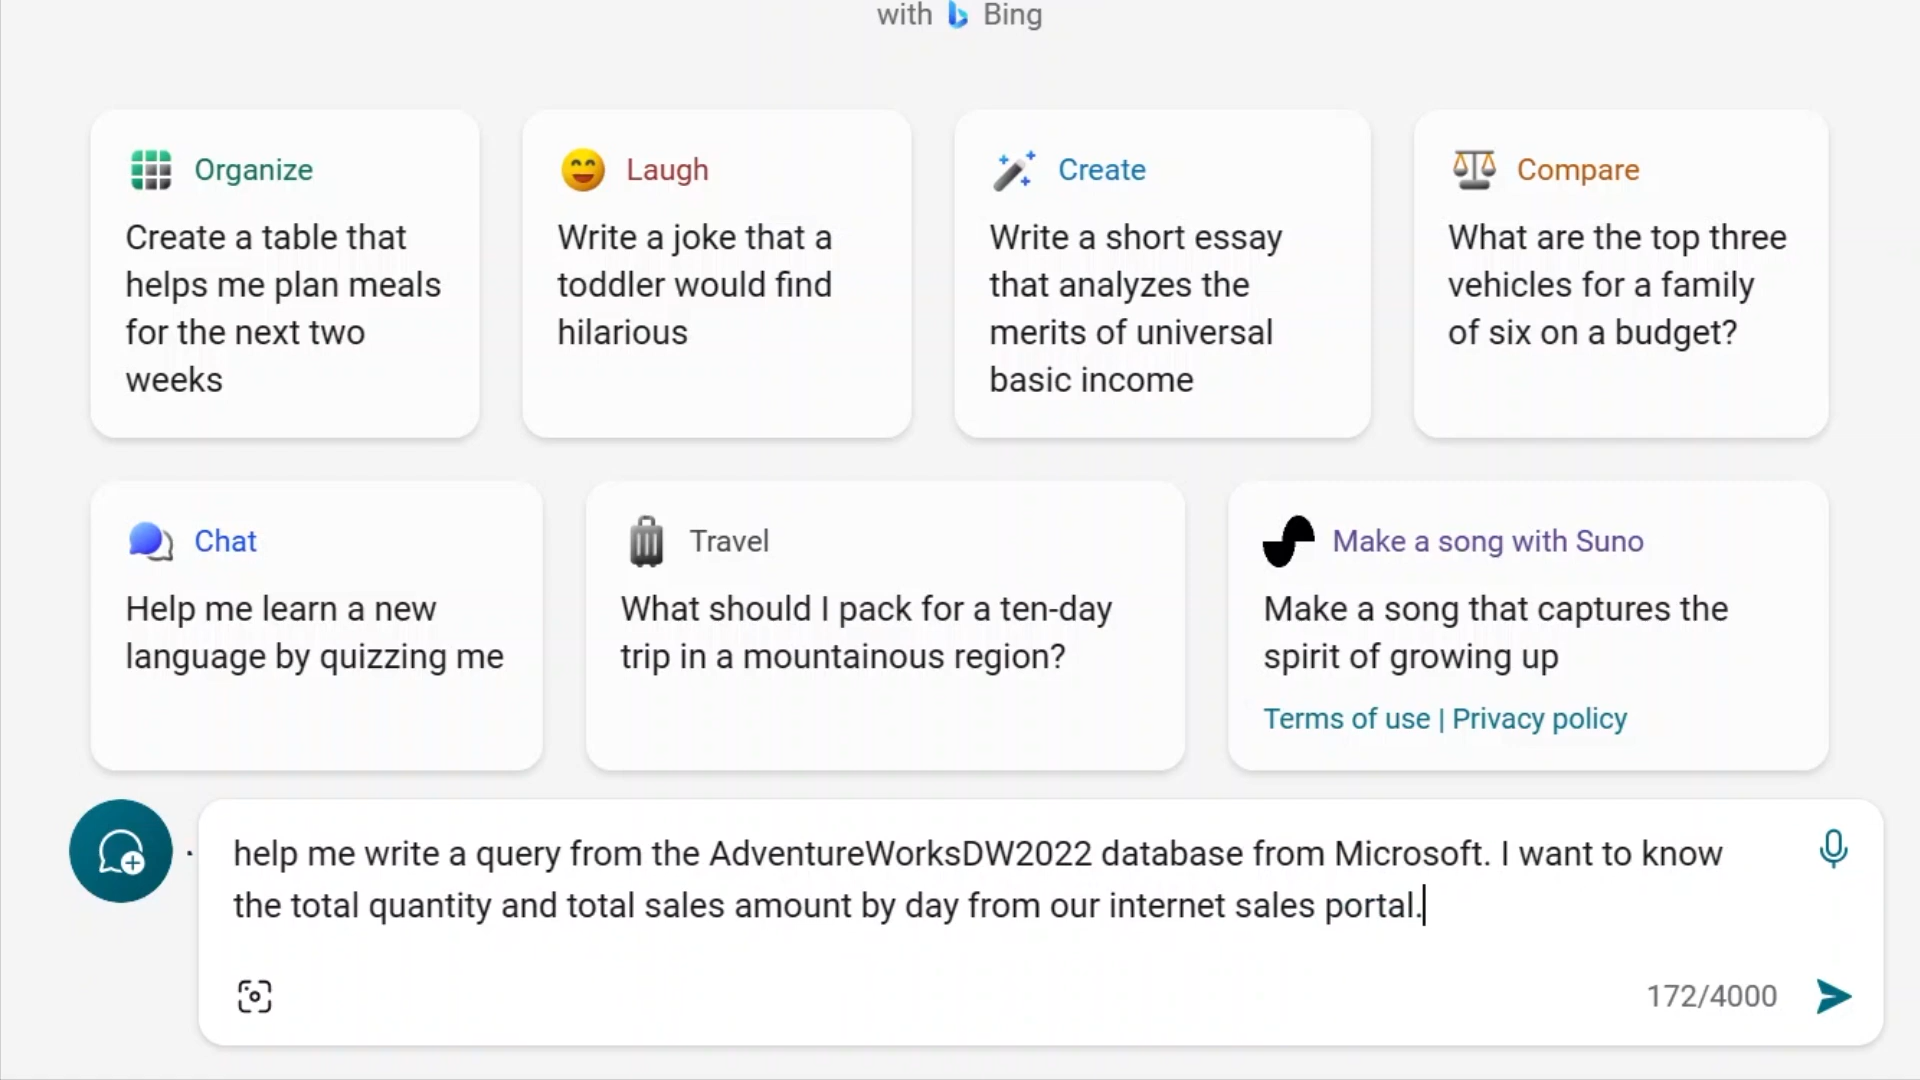 with Bing
Organize
Create a table that
helps me plan meals
for the next two
weeks
Laugh
Write a joke that a
toddler would find
hilarious
Create
Write a short essay
that analyzes the
merits of universal
basic income
Compare
What are the top three
vehicles for a family
of six on a budget?
Chat
Help me learn a new
language by quizzing me
Travel
What should I pack for a ten-day
trip in a mountainous region?
Make a song with Suno
Make a song that captures the
spirit of growing up
Terms of use | Privacy policy
help me write a query from the AdventureWorksDW2022 database from Microsoft. I want to know
the total quantity and total sales amount by day from our internet sales portal.
172/4000